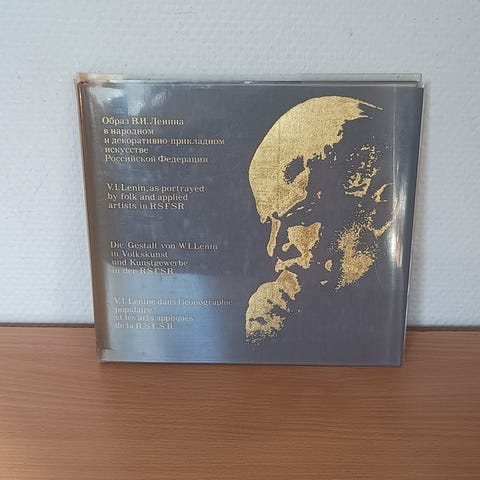 Образ В.И.Ленина
в народном
и декоративно-прикладном
искусстве
Российской Федерации
V.I.Lenin, as portrayed
by folk and applied
artists in RSFSR
Die Gestalt von W.I.Lenin
in Volkskunst
und Kunstgewerbe
in der RSFSR
V.I.Lenine dans l'iconographie
populaire
et les arts appliqués
de la R.S.F.S.R.